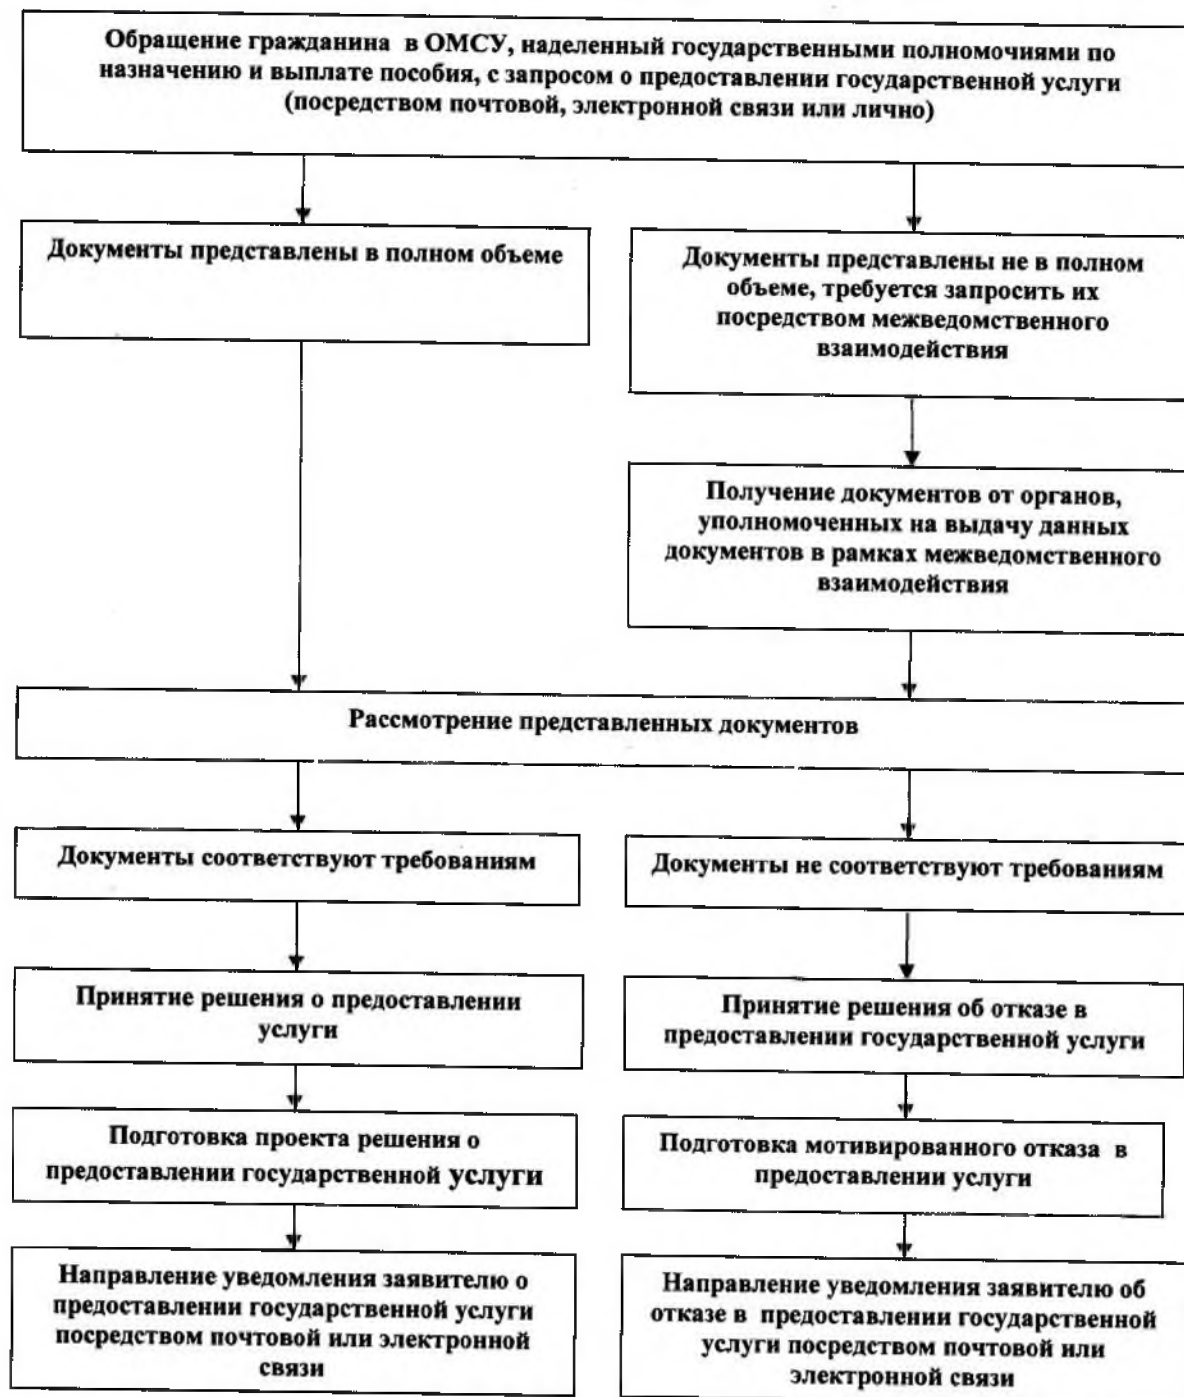 Обращение гражданина в ОМСУ, наделенный государственными полномочиями по
назначению и выплате пособия, с запросом о предоставлении государственной услуги
(посредством почтовой, электронной связи или лично)
Документы представлены в полном объеме
Документы представлены не в полном
объеме, требуется запросить их
посредством межведомственного
взаимодействия
Получение документов от органов,
уполномоченных на выдачу данных
документов в рамках межведомственного
взаимодействия
Рассмотрение представленных документов
Документы соответствуют требованиям
Документы не соответствуют требованиям
Принятие решения о предоставлении
услуги
Принятие решения об отказе в
предоставлении государственной услуги
Подготовка проекта решения о
предоставлении государственной услуги
Подготовка мотивированного отказа в
предоставлении услуги
Направление уведомления заявителю о
предоставлении государственной услуги
посредством почтовой или электронной
связи
Направление уведомления заявителю об
отказе в предоставлении государственной
услуги посредством почтовой или
электронной связи